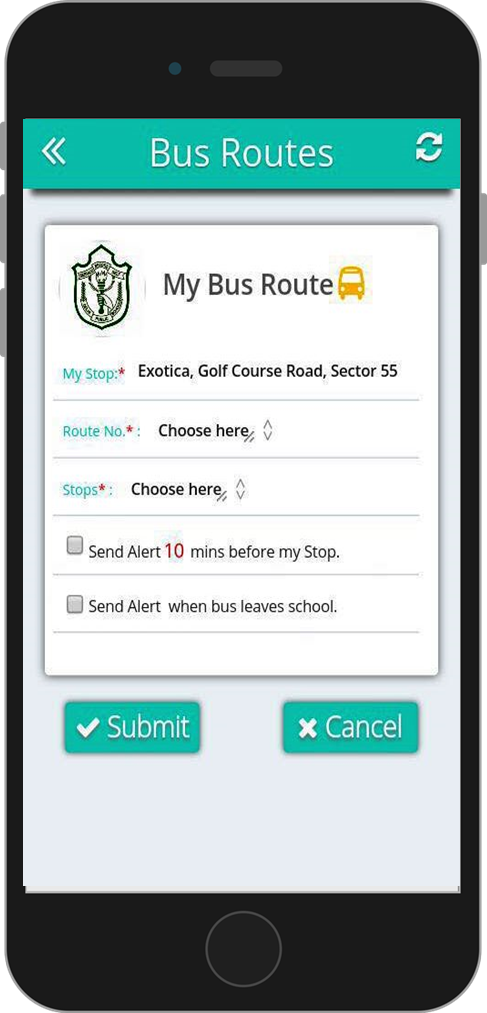 Bus Routes
My Bus Route
My Stop:* Exotica, Golf Course Road, Sector 55
Route No.* : Choose here
Stops* : Choose here
Send Alert 10 mins before my Stop.
Send Alert when bus leaves school.
Submit
Cancel